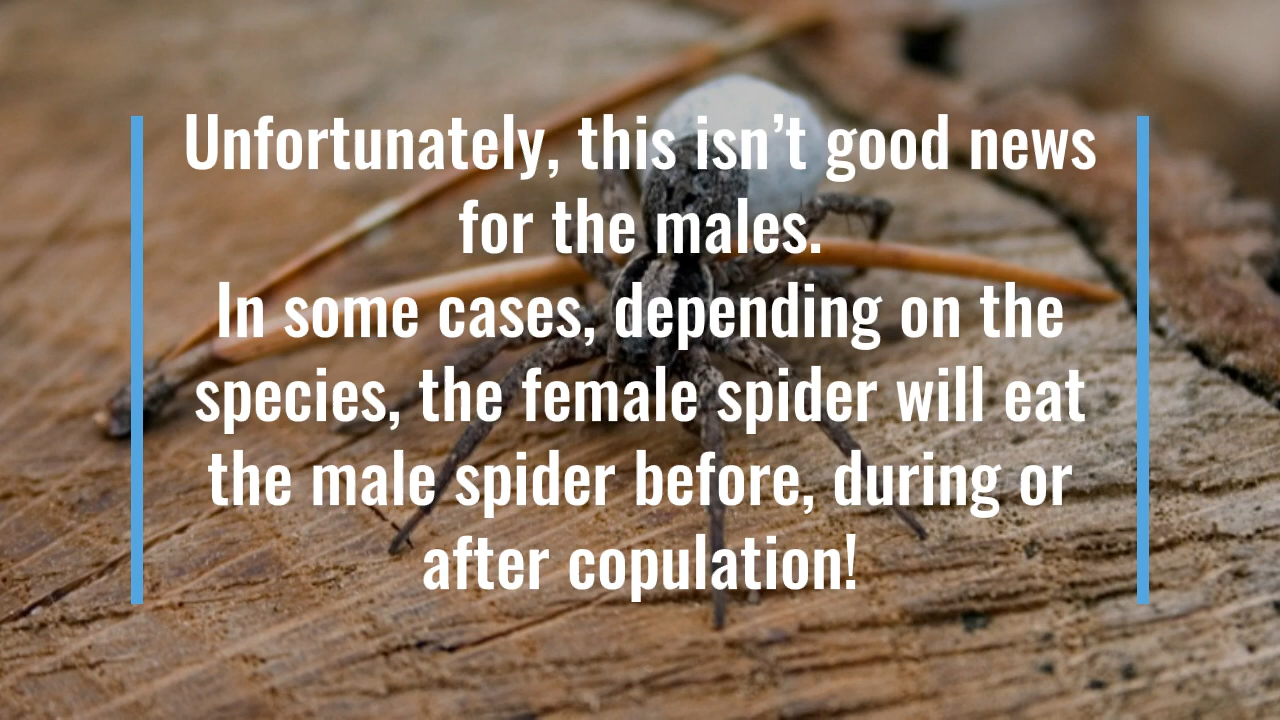 Unfortunately, this isn’t good news
for the males.
In some cases, depending on the
species, the female spider will eat
the male spider before, during or
after copulation!